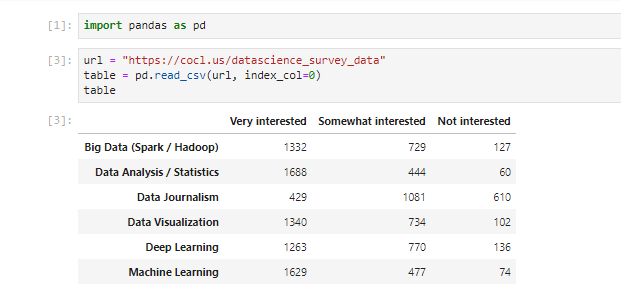 [1]: import pandas as pd
[3]: url = "https://cocl.us/datascience_survey_data"
table = pd.read_csv(url, index_col=0)
table
[3]: Very interested Somewhat interested Not interested
Big Data (Spark / Hadoop) 1332 729 127
Data Analysis / Statistics 1688 444 60
Data Journalism 429 1081 610
Data Visualization 1340 734 102
Deep Learning 1263 770 136
Machine Learning 1629 477 74